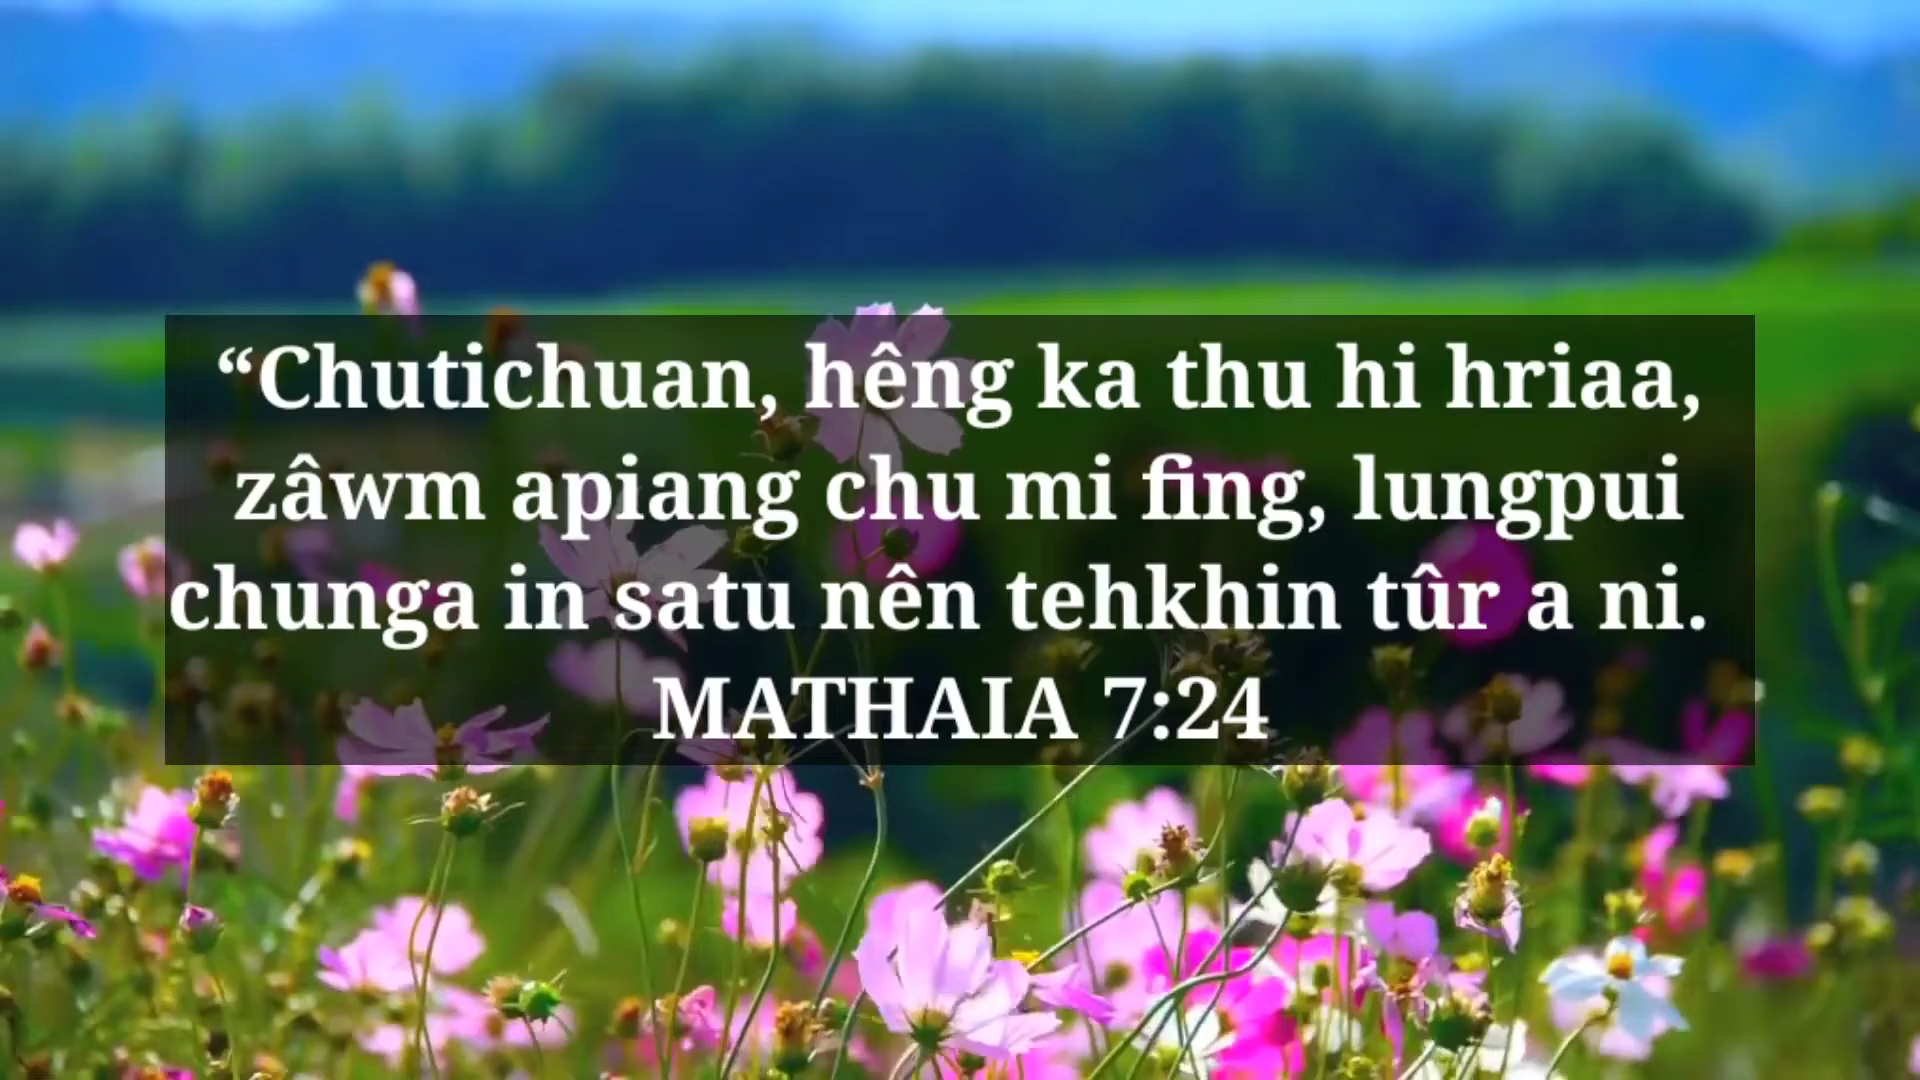 “Chutichuan, hêng ka thu hi hriaa,
zâwm apiang chu mi fing, lungpui
chunga in satu nên tehkhin tûr a ni.
MATHAIA 7:24